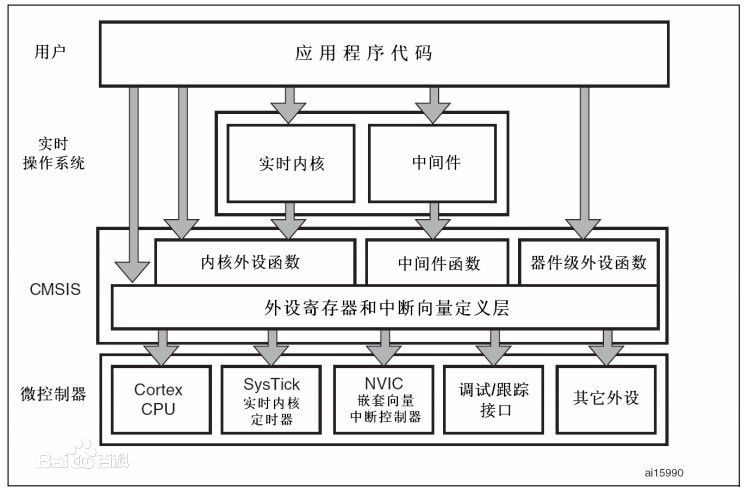 用户
应用程序代码
实时
操作系统
实时内核
中间件
内核外设函数
中间件函数
器件级外设函数
CMSIS
外设寄存器和中断向量定义层
微控制器
Cortex
CPU
SysTick
实时内核
定时器
NVIC
嵌套向量
中断控制器
调试/跟踪
接口
其它外设
Bai百科
ai15990